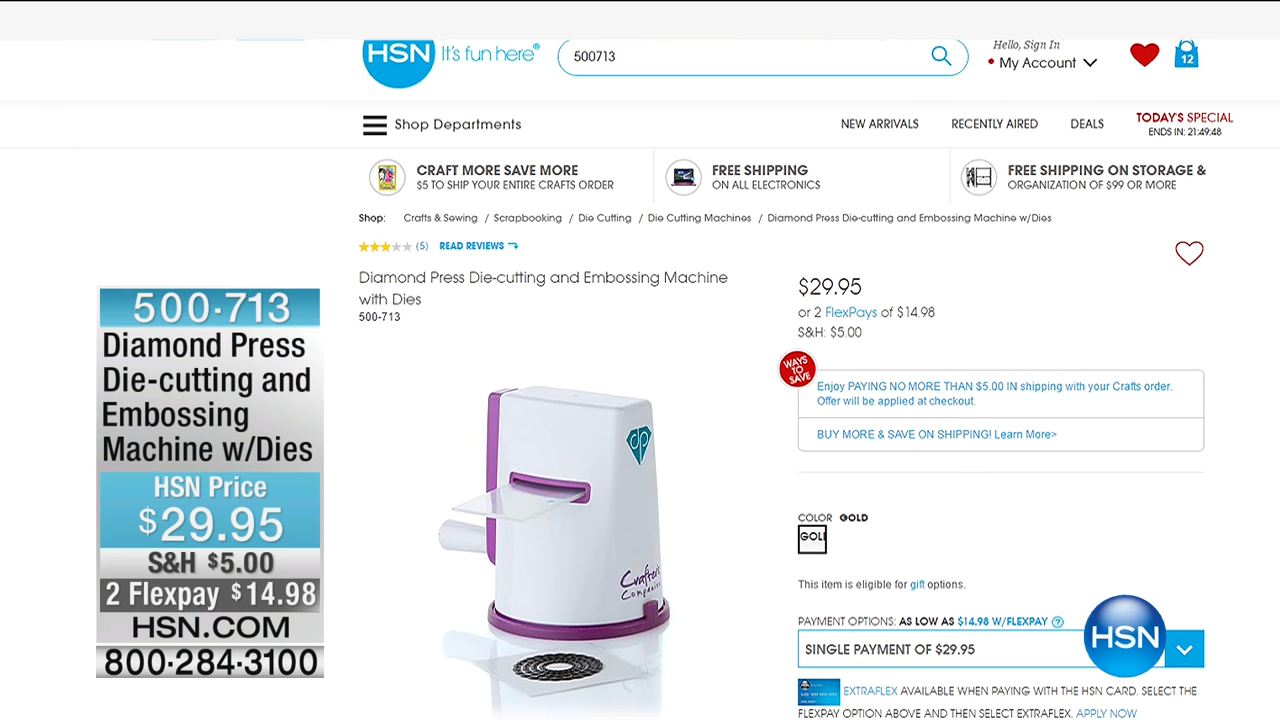 HSN It's fun here®
500713
Hello, Sign In
My Account
12
Shop Departments
NEW ARRIVALS
RECENTLY AIRED
DEALS
TODAY'S SPECIAL
ENDS IN: 21:49:48
CRAFT MORE SAVE MORE
$5 TO SHIP YOUR ENTIRE CRAFTS ORDER
FREE SHIPPING
ON ALL ELECTRONICS
FREE SHIPPING ON STORAGE &
ORGANIZATION OF $99 OR MORE
Shop: Crafts & Sewing / Scrapbooking / Die Cutting / Die Cutting Machines / Diamond Press Die-cutting and Embossing Machine w/Dies
(5) READ REVIEWS
Diamond Press Die-cutting and Embossing Machine
with Dies
500-713
500-713
Diamond Press
Die-cutting and
Embossing
Machine w/Dies
HSN Price
$29.95
S&H $5.00
2 Flexpay $14.98
HSN.COM
800-284-3100
dp
Crafter's
Companion
$29.95
or 2 FlexPays of $14.98
S&H: $5.00
WAYS
TO
SAVE
Enjoy PAYING NO MORE THAN $5.00 IN shipping with your Crafts order.
Offer will be applied at checkout.
BUY MORE & SAVE ON SHIPPING! Learn More>
COLOR GOLD
GOL
This item is eligible for gift options.
PAYMENT OPTIONS: AS LOW AS $14.98 W/FLEXPAY ?
SINGLE PAYMENT OF $29.95
HSN
EXTRAFLEX AVAILABLE WHEN PAYING WITH THE HSN CARD. SELECT THE
FLEXPAY OPTION ABOVE AND THEN SELECT EXTRAFLEX. APPLY NOW